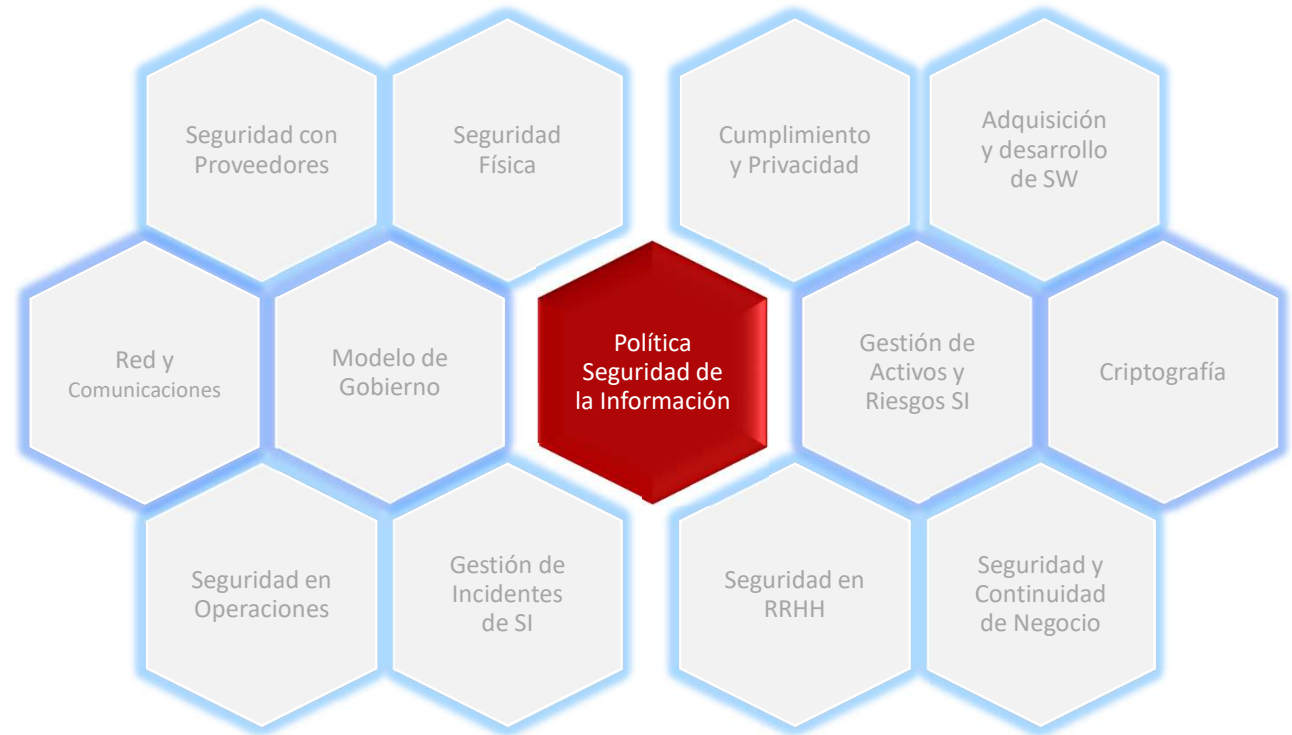 Seguridad con
Proveedores
Seguridad
Física
Cumplimiento
y Privacidad
Adquisición
y desarrollo
de SW
Red y
Comunicaciones
Modelo de
Gobierno
Política
Seguridad de
la Información
Gestión de
Activos y
Riesgos SI
Criptografía
Seguridad en
Operaciones
Gestión de
Incidentes
de SI
Seguridad en
RRHH
Seguridad y
Continuidad
de Negocio